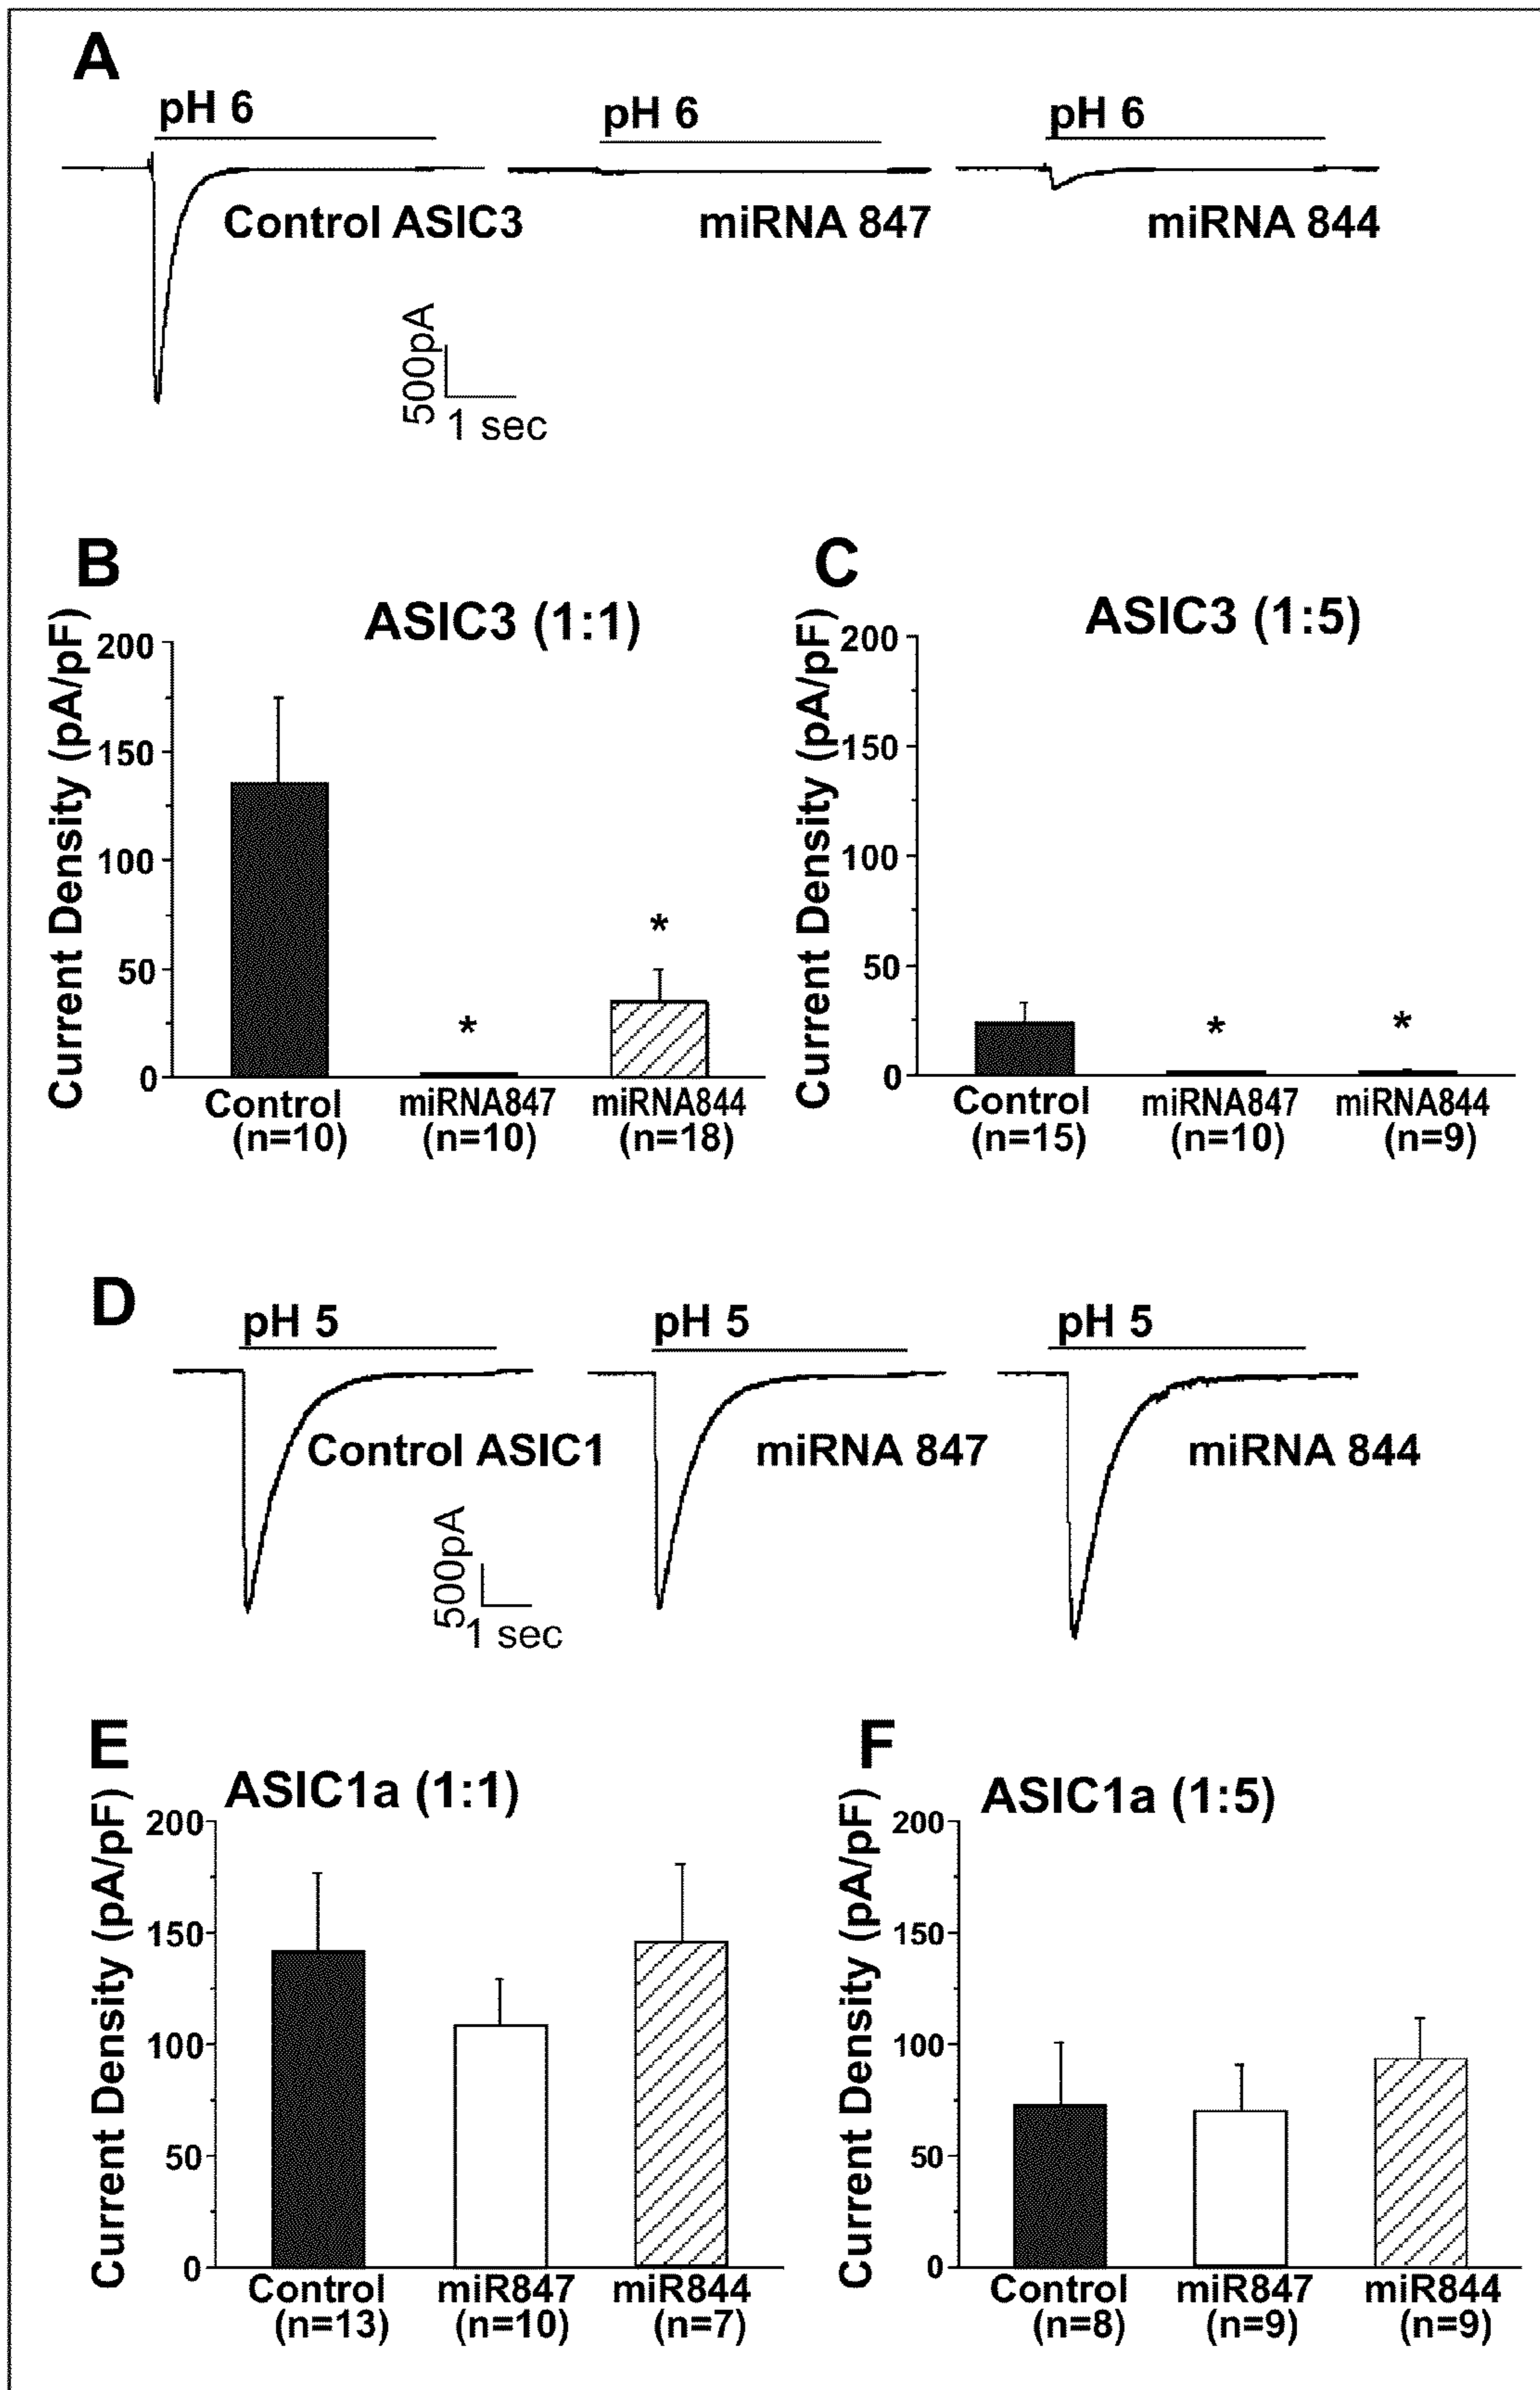 A
pH 6
pH 6
pH 6
Control ASIC3
miRNA 847
miRNA 844
500pA
1 sec
B
ASIC3 (1:1)
Current Density (pA/pF)
200
150
100
50
0
*
*
Control
(n=10)
miRNA847
(n=10)
miRNA844
(n=18)
C
ASIC3 (1:5)
Current Density (pA/pF)
200
150
100
50
0
*
*
Control
(n=15)
miRNA847
(n=10)
miRNA844
(n=9)
D
pH 5
pH 5
pH 5
Control ASIC1
miRNA 847
miRNA 844
500pA
1 sec
E
ASIC1a (1:1)
Current Density (pA/pF)
200
150
100
50
0
Control
(n=13)
miR847
(n=10)
miR844
(n=7)
F
ASIC1a (1:5)
Current Density (pA/pF)
200
150
100
50
0
Control
(n=8)
miR847
(n=9)
miR844
(n=9)